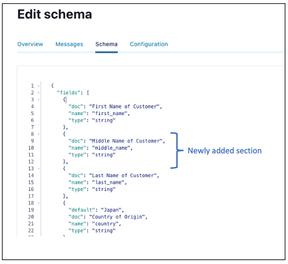 Edit schema
Overview Messages Schema Configuration
1 {
2 "fields": [
3 {
4 "doc": "First Name of Customer",
5 "name": "first_name",
6 "type": "string"
7 },
8 {
9 "doc": "Middle Name of Customer",
10 "name": "middle_name",
11 "type": "string"
12 },
Newly added section
13 {
14 "doc": "Last Name of Customer",
15 "name": "last_name",
16 "type": "string"
17 },
18 {
19 "default": "Japan",
20 "doc": "Country of Origin",
21 "name": "country",
22 "type": "string"